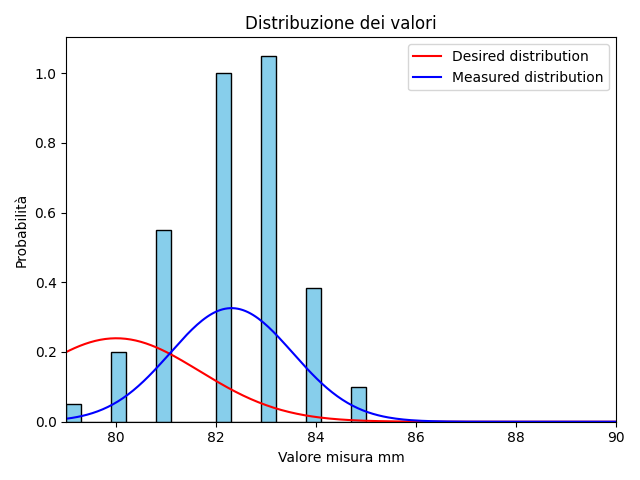 Distribuzione dei valori
Desired distribution
Measured distribution
Probabilità
1.0
0.8
0.6
0.4
0.2
0.0
80
82
84
86
88
90
Valore misura mm